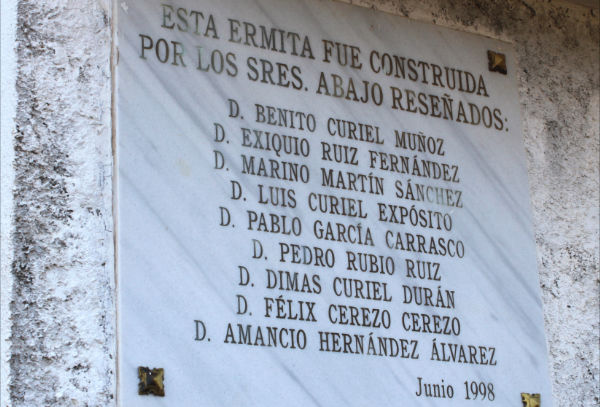 ESTA ERMITA FUE CONSTRUIDA
POR LOS SRES. ABAJO RESEÑADOS:
D. BENITO CURIEL MUÑOZ
D. EXIQUIO RUIZ FERNÁNDEZ
D. MARINO MARTÍN SÁNCHEZ
D. LUIS CURIEL EXPÓSITO
D. PABLO GARCÍA CARRASCO
D. PEDRO RUBIO RUIZ
D. DIMAS CURIEL DURÁN
D. FÉLIX CEREZO CEREZO
D. AMANCIO HERNÁNDEZ ÁLVAREZ
Junio 1998